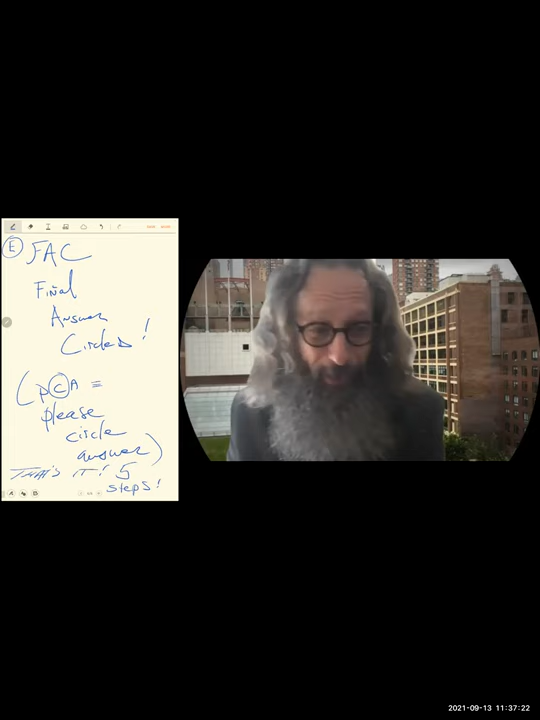 E FAC
Final
Answer
Circled!
(pCA =
please
circle
answer)
THAT'S IT! 5
steps!
2021-09-13 11:37:22